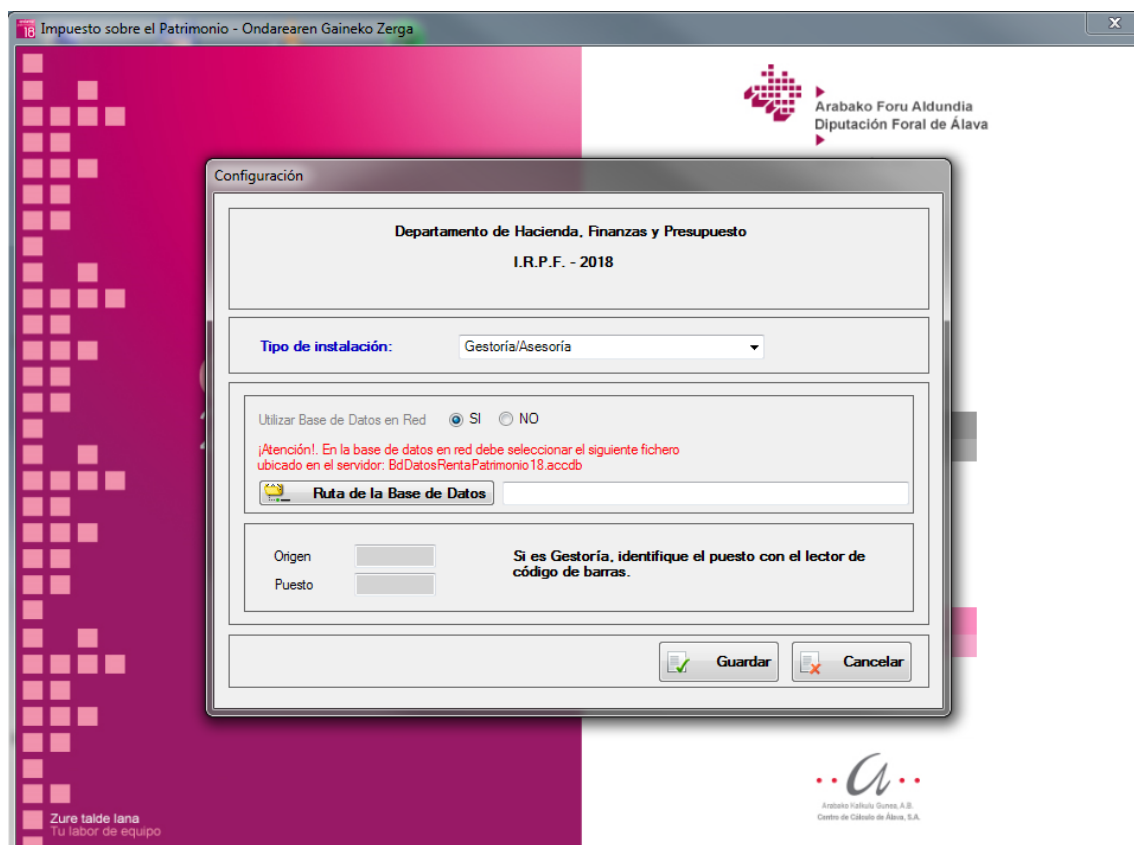 18 Impuesto sobre el Patrimonio - Ondarearen Gaineko Zerga
Arabako Foru Aldundia
Diputación Foral de Álava
Configuración
Departamento de Hacienda, Finanzas y Presupuesto
I.R.P.F. - 2018
Tipo de instalación: Gestoría/Asesoría
Utilizar Base de Datos en Red SI NO
¡Atención!. En la base de datos en red debe seleccionar el siguiente fichero
ubicado en el servidor: BdDatosRentaPatrimonio18.accdb
Ruta de la Base de Datos
Origen
Puesto
Si es Gestoría, identifique el puesto con el lector de
código de barras.
Guardar Cancelar
Zure talde lana
Tu labor de equipo
Arabako Kalkulu Gunea, A.B.
Centro de Cálculo de Álava, S.A.